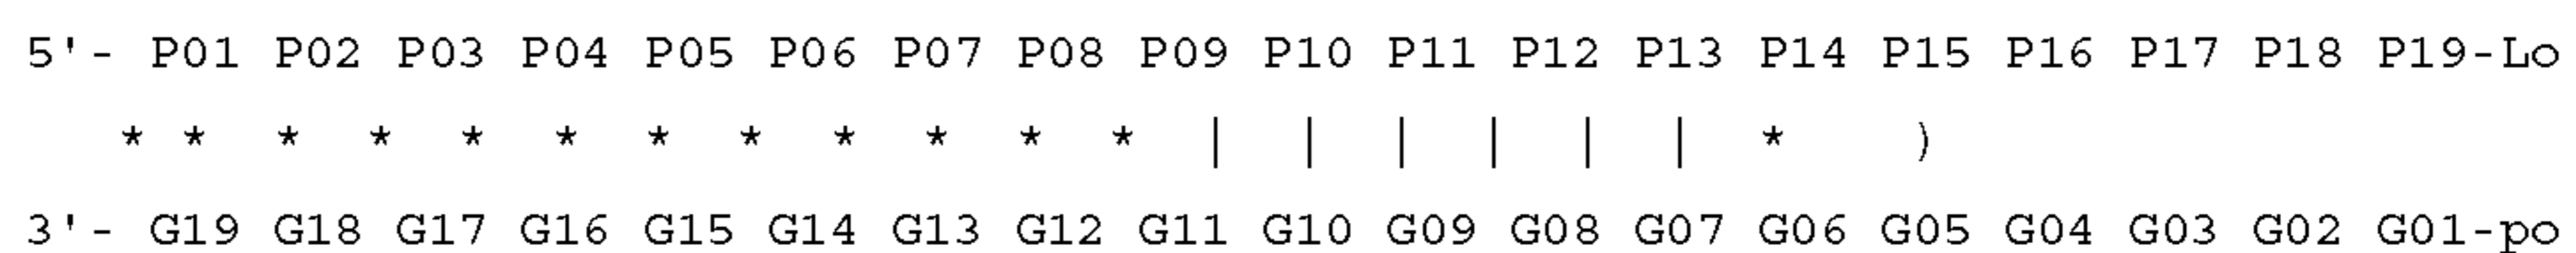 5'- P01 P02 P03 P04 P05 P06 P07 P08 P09 P10 P11 P12 P13 P14 P15 P16 P17 P18 P19-Lo
* * * * * * * * * * * * | | | | | | * )
3'- G19 G18 G17 G16 G15 G14 G13 G12 G11 G10 G09 G08 G07 G06 G05 G04 G03 G02 G01-po